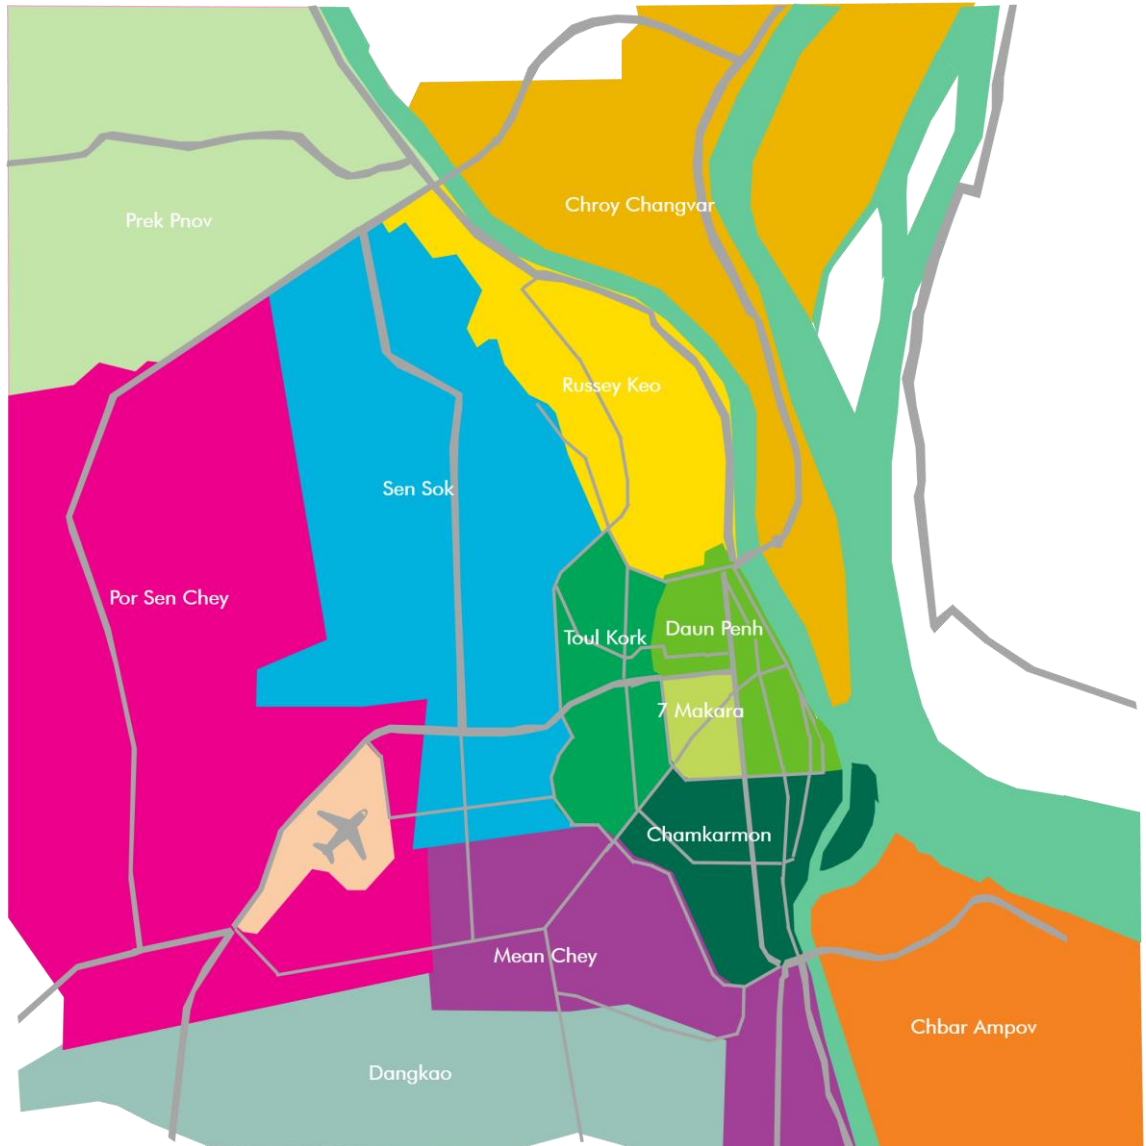 Chroy Changvar
Prek Pnov
Russey Keo
Sen Sok
Por Sen Chey
Toul Kork
Daun Penh
7 Makara
Chamkarmon
Mean Chey
Chbar Ampov
Dangkao